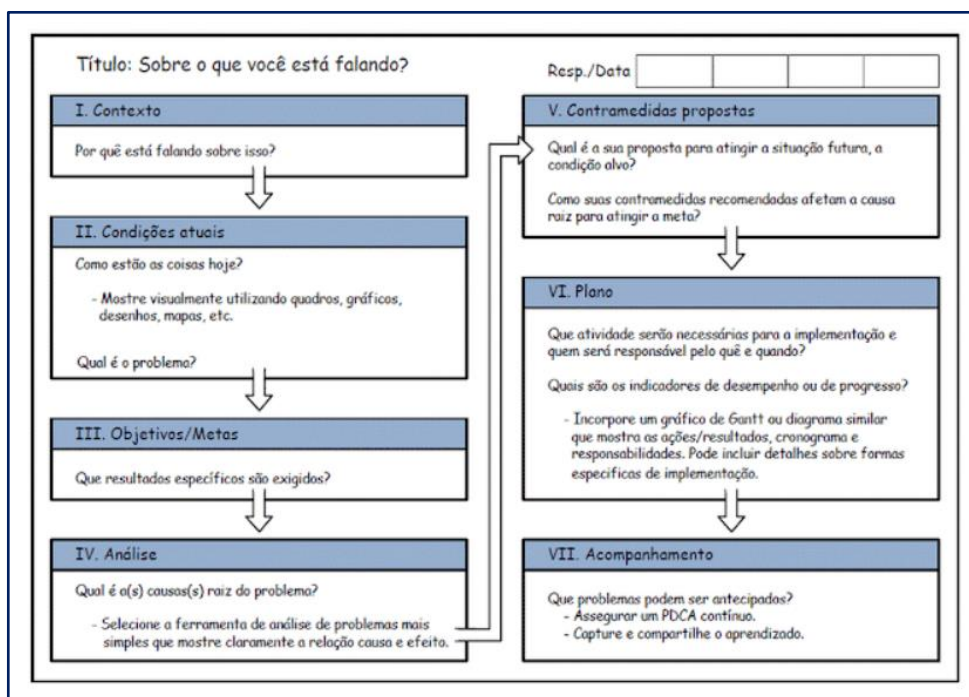 Título: Sobre o que você está falando?
Resp./Data
I. Contexto
Por quê está falando sobre isso?
II. Condições atuais
Como estão as coisas hoje?
- Mostre visualmente utilizando quadros, gráficos,
desenhos, mapas, etc.
Qual é o problema?
III. Objetivos/Metas
Que resultados específicos são exigidos?
IV. Análise
Qual é a(s) causas(s) raiz do problema?
- Selecione a ferramenta de análise de problemas mais
simples que mostre claramente a relação causa e efeito.
V. Contramedidas propostas
Qual é a sua proposta para atingir a situação futura, a
condição alvo?
Como suas contramedidas recomendadas afetam a causa
raiz para atingir a meta?
VI. Plano
Que atividade serão necessárias para a implementação e
quem será responsável pelo quê e quando?
Quais são os indicadores de desempenho ou de progresso?
- Incorpore um gráfico de Gantt ou diagrama similar
que mostra as ações/resultados, cronograma e
responsabilidades. Pode incluir detalhes sobre formas
especificas de implementação.
VII. Acompanhamento
Que problemas podem ser antecipados?
- Assegurar um PDCA contínuo.
- Capture e compartilhe o aprendizado.